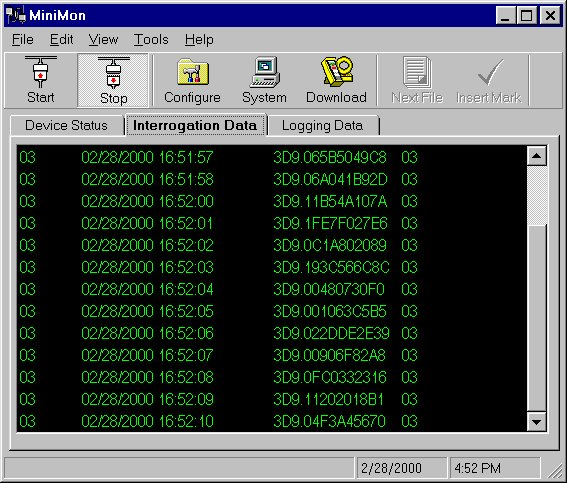 MiniMon
File Edit View Tools Help
Start Stop Configure System Download Next File Insert Mark
Device Status Interrogation Data Logging Data
03 02/28/2000 16:51:57 3D9.065B5049C8 03
03 02/28/2000 16:51:58 3D9.06A041B92D 03
03 02/28/2000 16:52:00 3D9.11B54A107A 03
03 02/28/2000 16:52:01 3D9.1FE7F027E6 03
03 02/28/2000 16:52:02 3D9.0C1A802089 03
03 02/28/2000 16:52:03 3D9.193C566C8C 03
03 02/28/2000 16:52:04 3D9.00480730F0 03
03 02/28/2000 16:52:05 3D9.001063C5B5 03
03 02/28/2000 16:52:06 3D9.022DDE2E39 03
03 02/28/2000 16:52:07 3D9.00906F82A8 03
03 02/28/2000 16:52:08 3D9.0FC0332316 03
03 02/28/2000 16:52:09 3D9.11202018B1 03
03 02/28/2000 16:52:10 3D9.04F3A45670 03
2/28/2000 4:52 PM